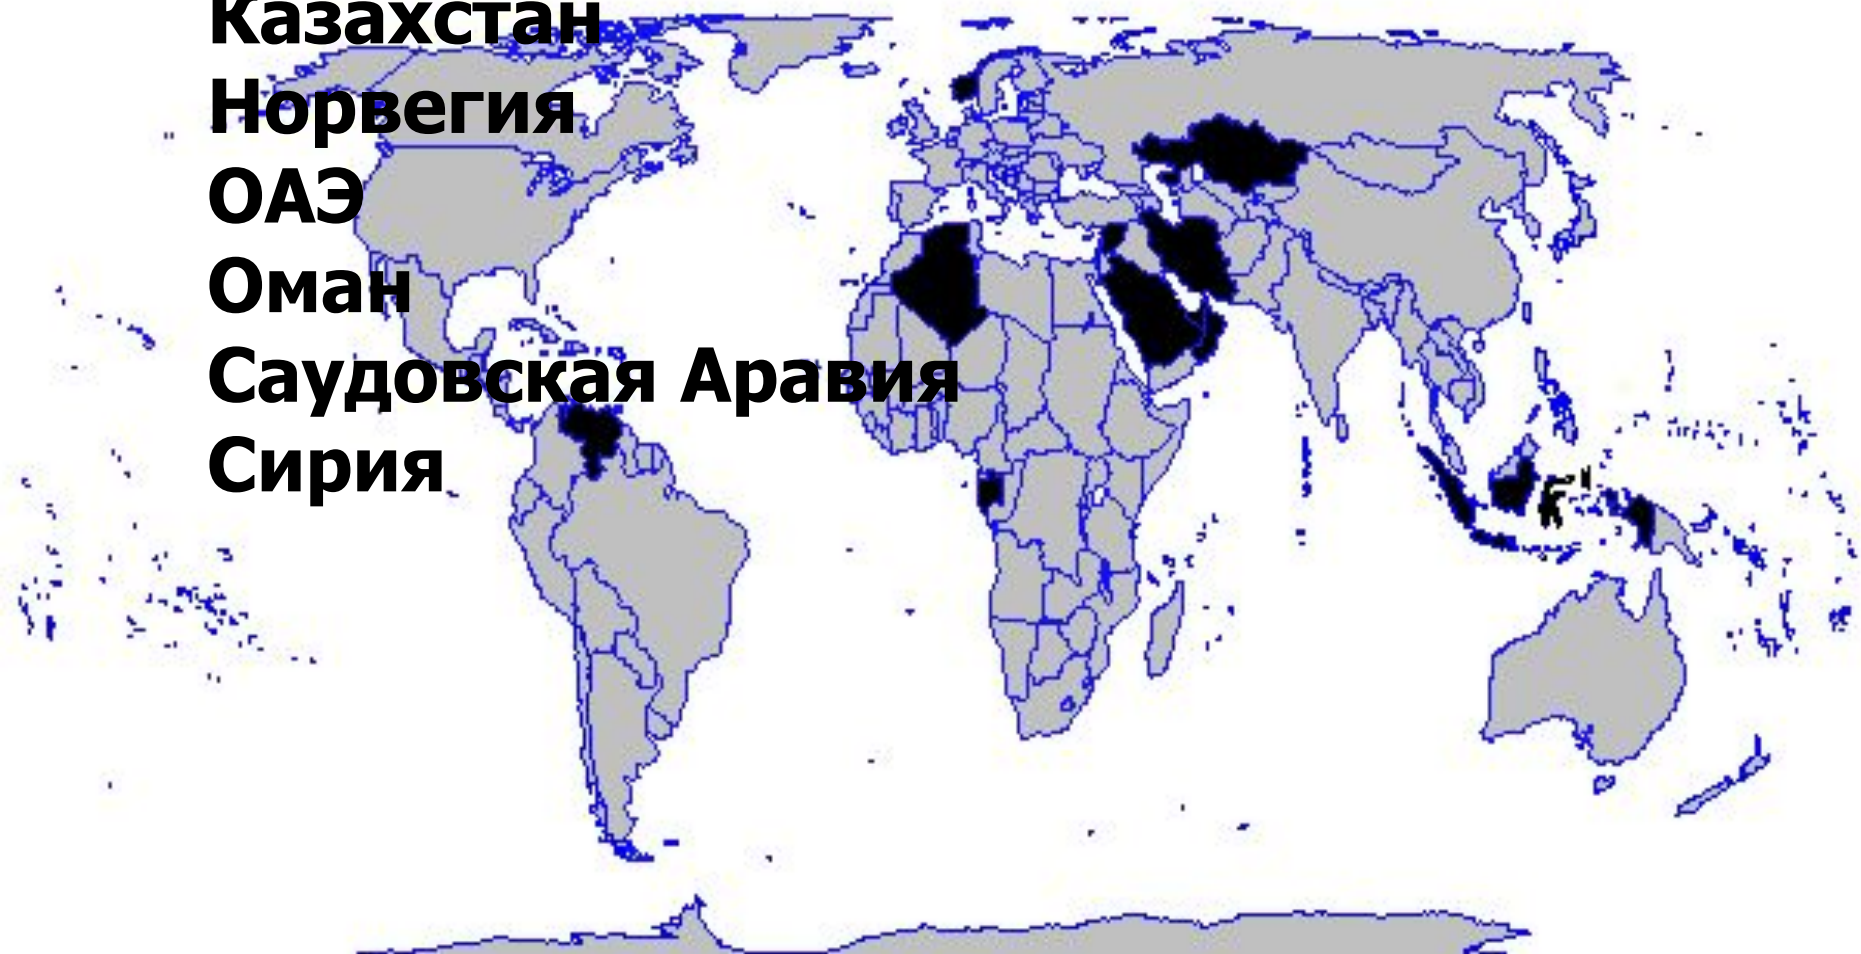 Казахстан
Норвегия
ОАЭ
Оман
Саудовская Аравия
Сирия